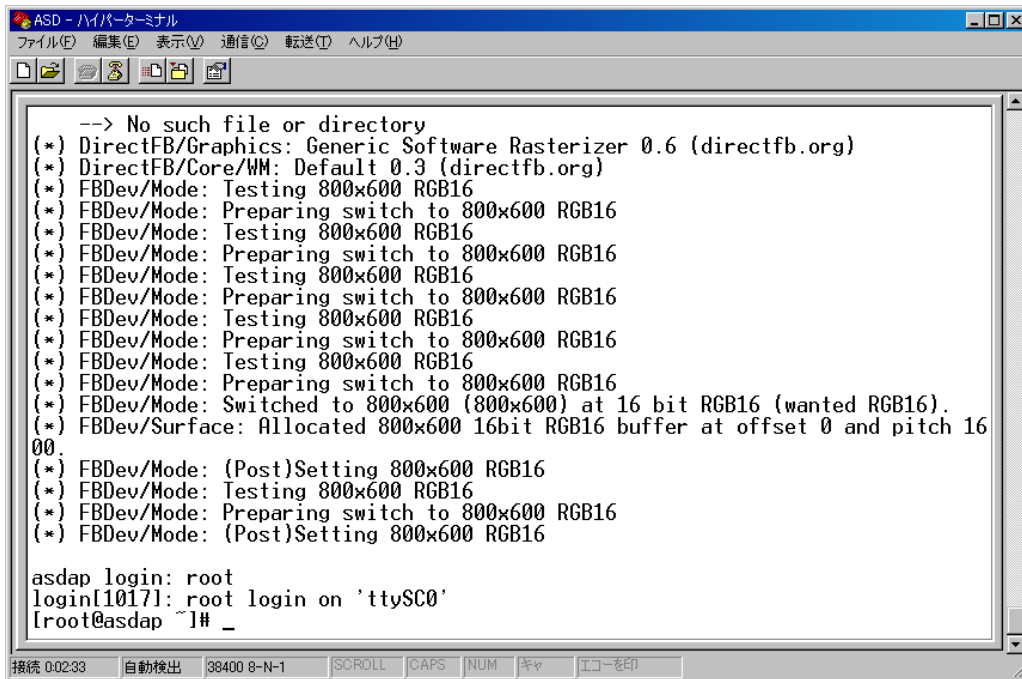 ASD - ハイパーターミナル
ファイル(F) 編集(E) 表示(V) 通信(C) 転送(T) ヘルプ(H)
--> No such file or directory
(*) DirectFB/Graphics: Generic Software Rasterizer 0.6 (directfb.org)
(*) DirectFB/Core/WM: Default 0.3 (directfb.org)
(*) FBDev/Mode: Testing 800x600 RGB16
(*) FBDev/Mode: Preparing switch to 800x600 RGB16
(*) FBDev/Mode: Testing 800x600 RGB16
(*) FBDev/Mode: Preparing switch to 800x600 RGB16
(*) FBDev/Mode: Testing 800x600 RGB16
(*) FBDev/Mode: Preparing switch to 800x600 RGB16
(*) FBDev/Mode: Testing 800x600 RGB16
(*) FBDev/Mode: Preparing switch to 800x600 RGB16
(*) FBDev/Mode: Testing 800x600 RGB16
(*) FBDev/Mode: Preparing switch to 800x600 RGB16
(*) FBDev/Mode: Switched to 800x600 (800x600) at 16 bit RGB16 (wanted RGB16).
(*) FBDev/Surface: Allocated 800x600 16bit RGB16 buffer at offset 0 and pitch 16
00.
(*) FBDev/Mode: (Post)Setting 800x600 RGB16
(*) FBDev/Mode: Testing 800x600 RGB16
(*) FBDev/Mode: Preparing switch to 800x600 RGB16
(*) FBDev/Mode: (Post)Setting 800x600 RGB16
asdap login: root
login[1017]: root login on 'ttySC0'
[root@asdap ~]# _
接続 0:02:33 自動検出 38400 8-N-1 SCROLL CAPS NUM キャ エコーを印